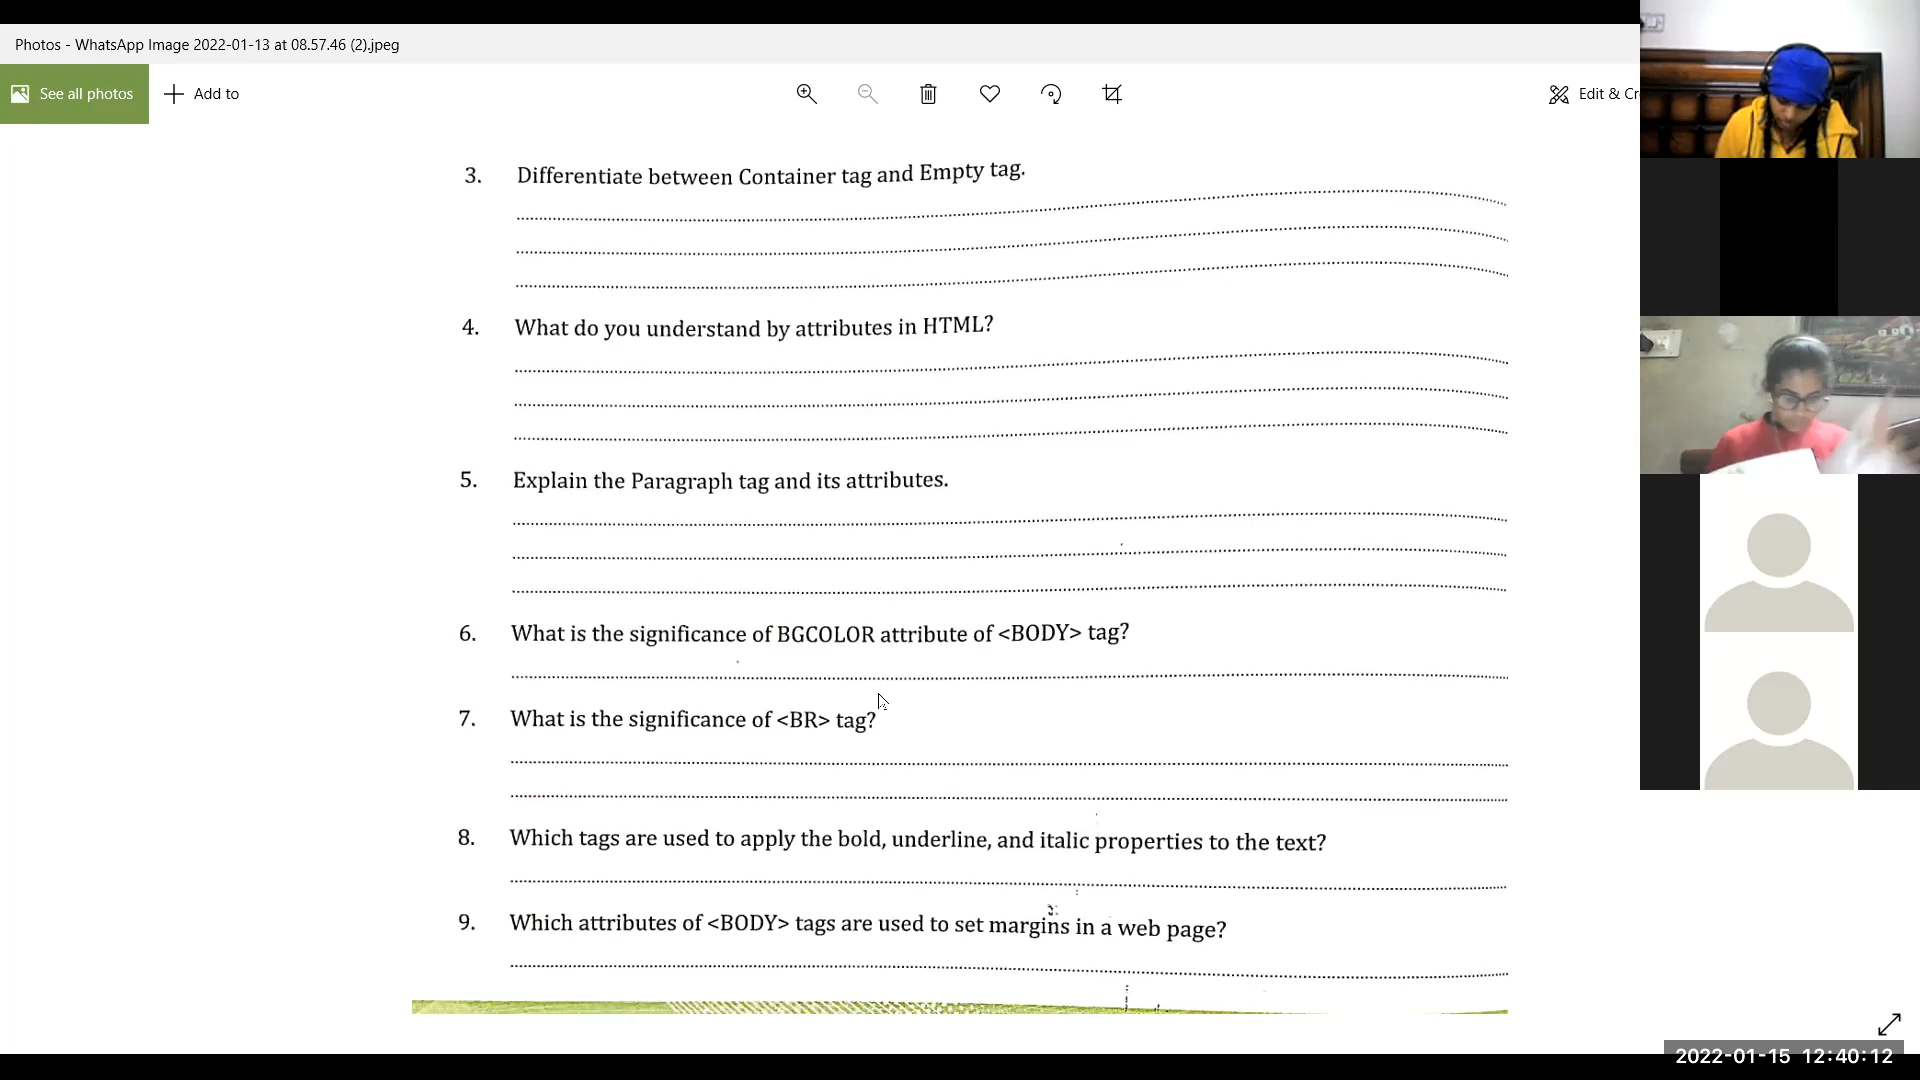 Photos - WhatsApp Image 2022-01-13 at 08.57.46 (2).jpeg
See all photos
Add to
Edit & Cr
3. Differentiate between Container tag and Empty tag.
4. What do you understand by attributes in HTML?
5. Explain the Paragraph tag and its attributes.
6. What is the significance of BGCOLOR attribute of <BODY> tag?
7. What is the significance of <BR> tag?
8. Which tags are used to apply the bold, underline, and italic properties to the text?
9. Which attributes of <BODY> tags are used to set margins in a web page?
2022-01-15 12:40:12